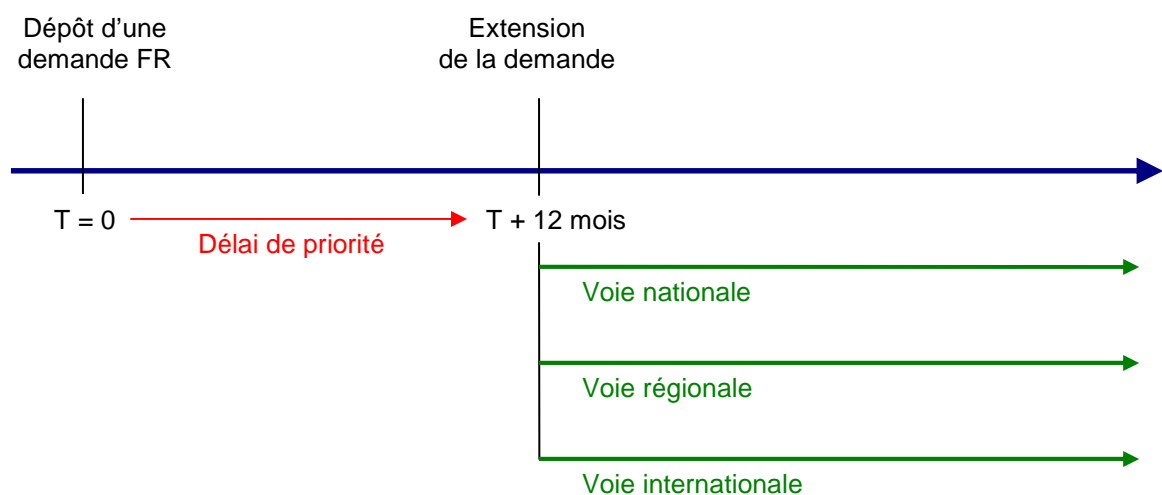 Dépôt d’une
demande FR
Extension
de la demande
T = 0
T + 12 mois
Délai de priorité
Voie nationale
Voie régionale
Voie internationale